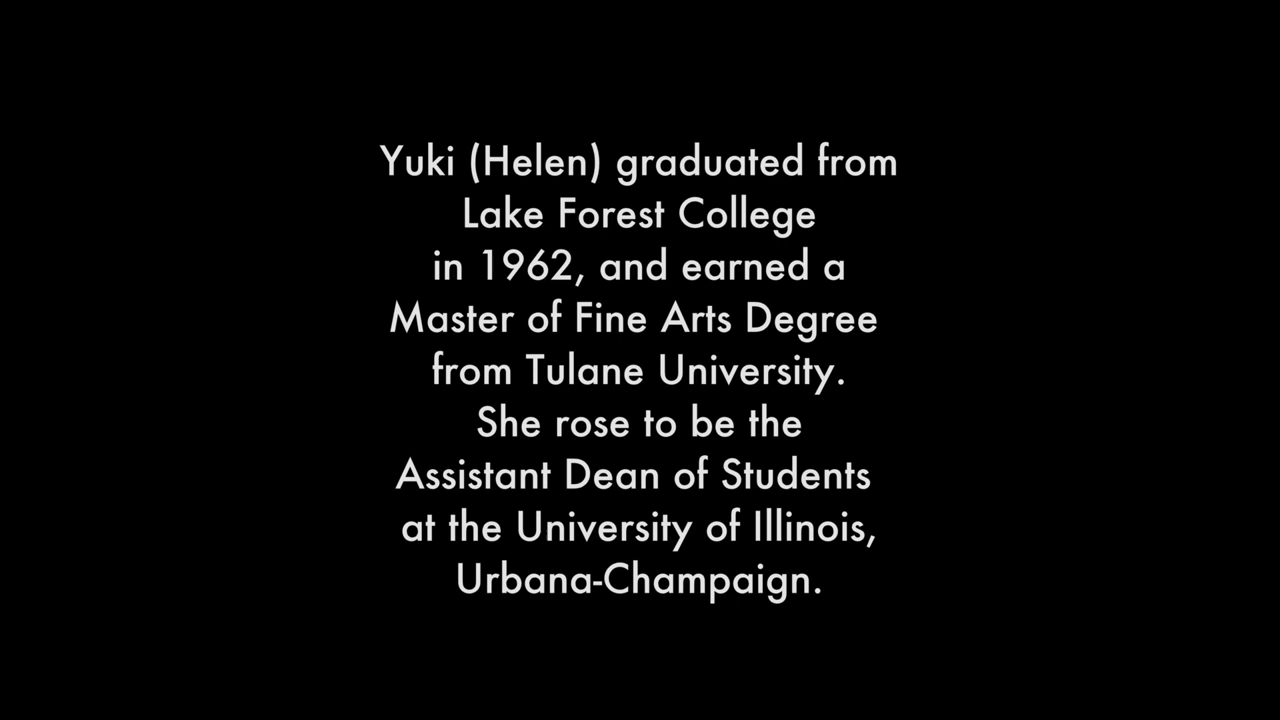 Yuki (Helen) graduated from
Lake Forest College
in 1962, and earned a
Master of Fine Arts Degree
from Tulane University.
She rose to be the
Assistant Dean of Students
at the University of Illinois,
Urbana-Champaign.